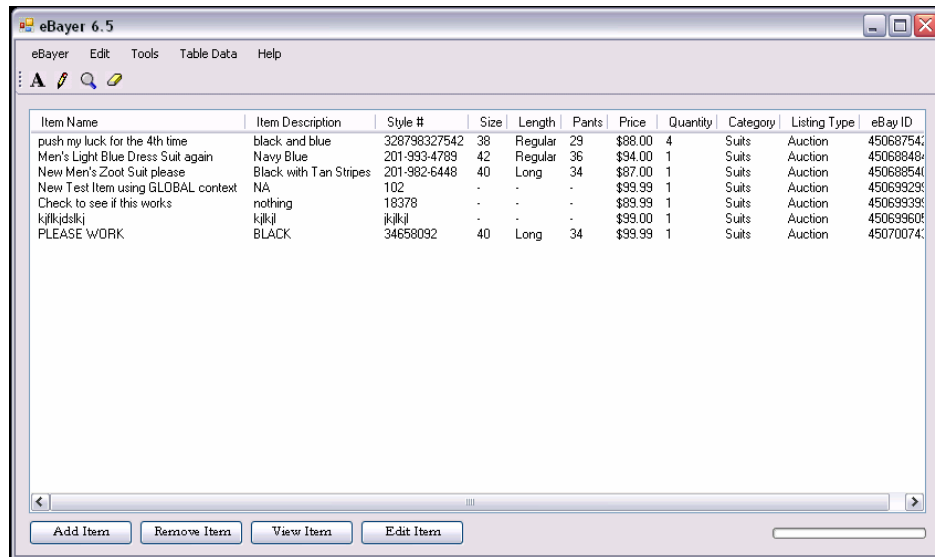 eBayer 6.5
eBayer Edit Tools Table Data Help
A
Item Name Item Description Style # Size Length Pants Price Quantity Category Listing Type eBay ID
push my luck for the 4th time black and blue 328798327542 38 Regular 29 $88.00 4 Suits Auction
Men's Light Blue Dress Suit again Navy Blue 201-993-4789 42 Regular 36 $94.00 1 Suits Auction
New Men's Zoot Suit please Black with Tan Stripes 201-982-6448 40 Long 34 $87.00 1 Suits Auction
New Test Item using GLOBAL context NA 102 - - - $99.99 1 Suits Auction
Check to see if this works nothing 18378 - - - $89.99 1 Suits Auction
- - - $99.00 1 Suits Auction
PLEASE WORK BLACK 34658092 40 Long 34 $99.99 1 Suits Auction
Add Item Remove Item View Item Edit Item